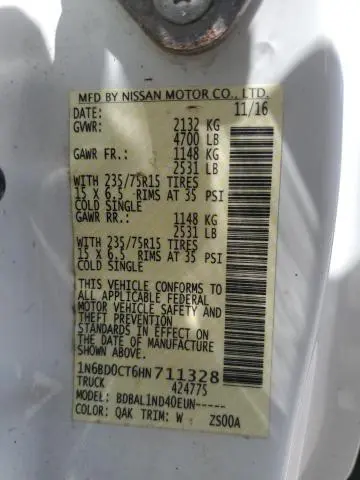 MFD BY NISSAN MOTOR CO., LTD.
DATE: 11/16
GVWR: 2132 KG
4700 LB
GAWR FR.: 1148 KG
2531 LB
WITH 235/75R15 TIRES
15 X 6.5 RIMS AT 35 PSI
COLD SINGLE
GAWR RR.: 1148 KG
2531 LB
WITH 235/75R15 TIRES
15 X 6.5 RIMS AT 35 PSI
COLD SINGLE
THIS VEHICLE CONFORMS TO
ALL APPLICABLE FEDERAL
MOTOR VEHICLE SAFETY AND
THEFT PREVENTION
STANDARDS IN EFFECT ON
THE DATE OF MANUFACTURE
SHOWN ABOVE.
1N6BD0CT6HN711328
TRUCK 424775
MODEL: BDBAL1ND40EUN-----
COLOR: QAK TRIM: W ZS00A